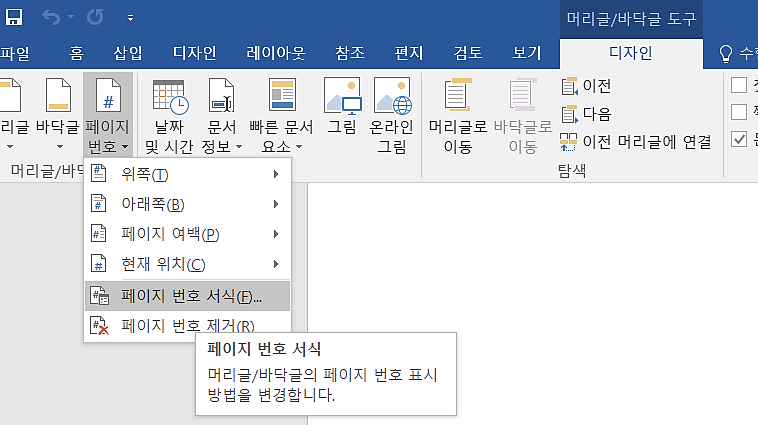 머리글/바닥글 도구
파일 홈 삽입 디자인 레이아웃 참조 편지 검토 보기 디자인
리글 바닥글 페이지 번호 날짜 및 시간 문서 정보 빠른 문서 요소 그림 온라인 그림 머리글로 이동 바닥글로 이동
이전
다음
이전 머리글에 연결
머리글/바닥
탐색
위쪽(T)
아래쪽(B)
페이지 여백(P)
현재 위치(C)
페이지 번호 서식(F)...
페이지 번호 제거(R)
페이지 번호 서식
머리글/바닥글의 페이지 번호 표시
방법을 변경합니다.